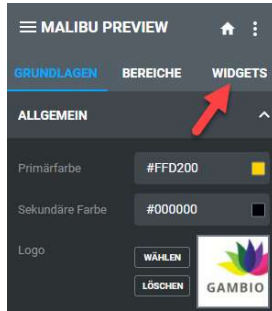 MALIBU PREVIEW
GRUNDLAGEN BEREICHE WIDGETS
ALLGEMEIN
Primärfarbe #FFD200
Sekundäre Farbe #000000
Logo WÄHLEN
LÖSCHEN
GAMBIO